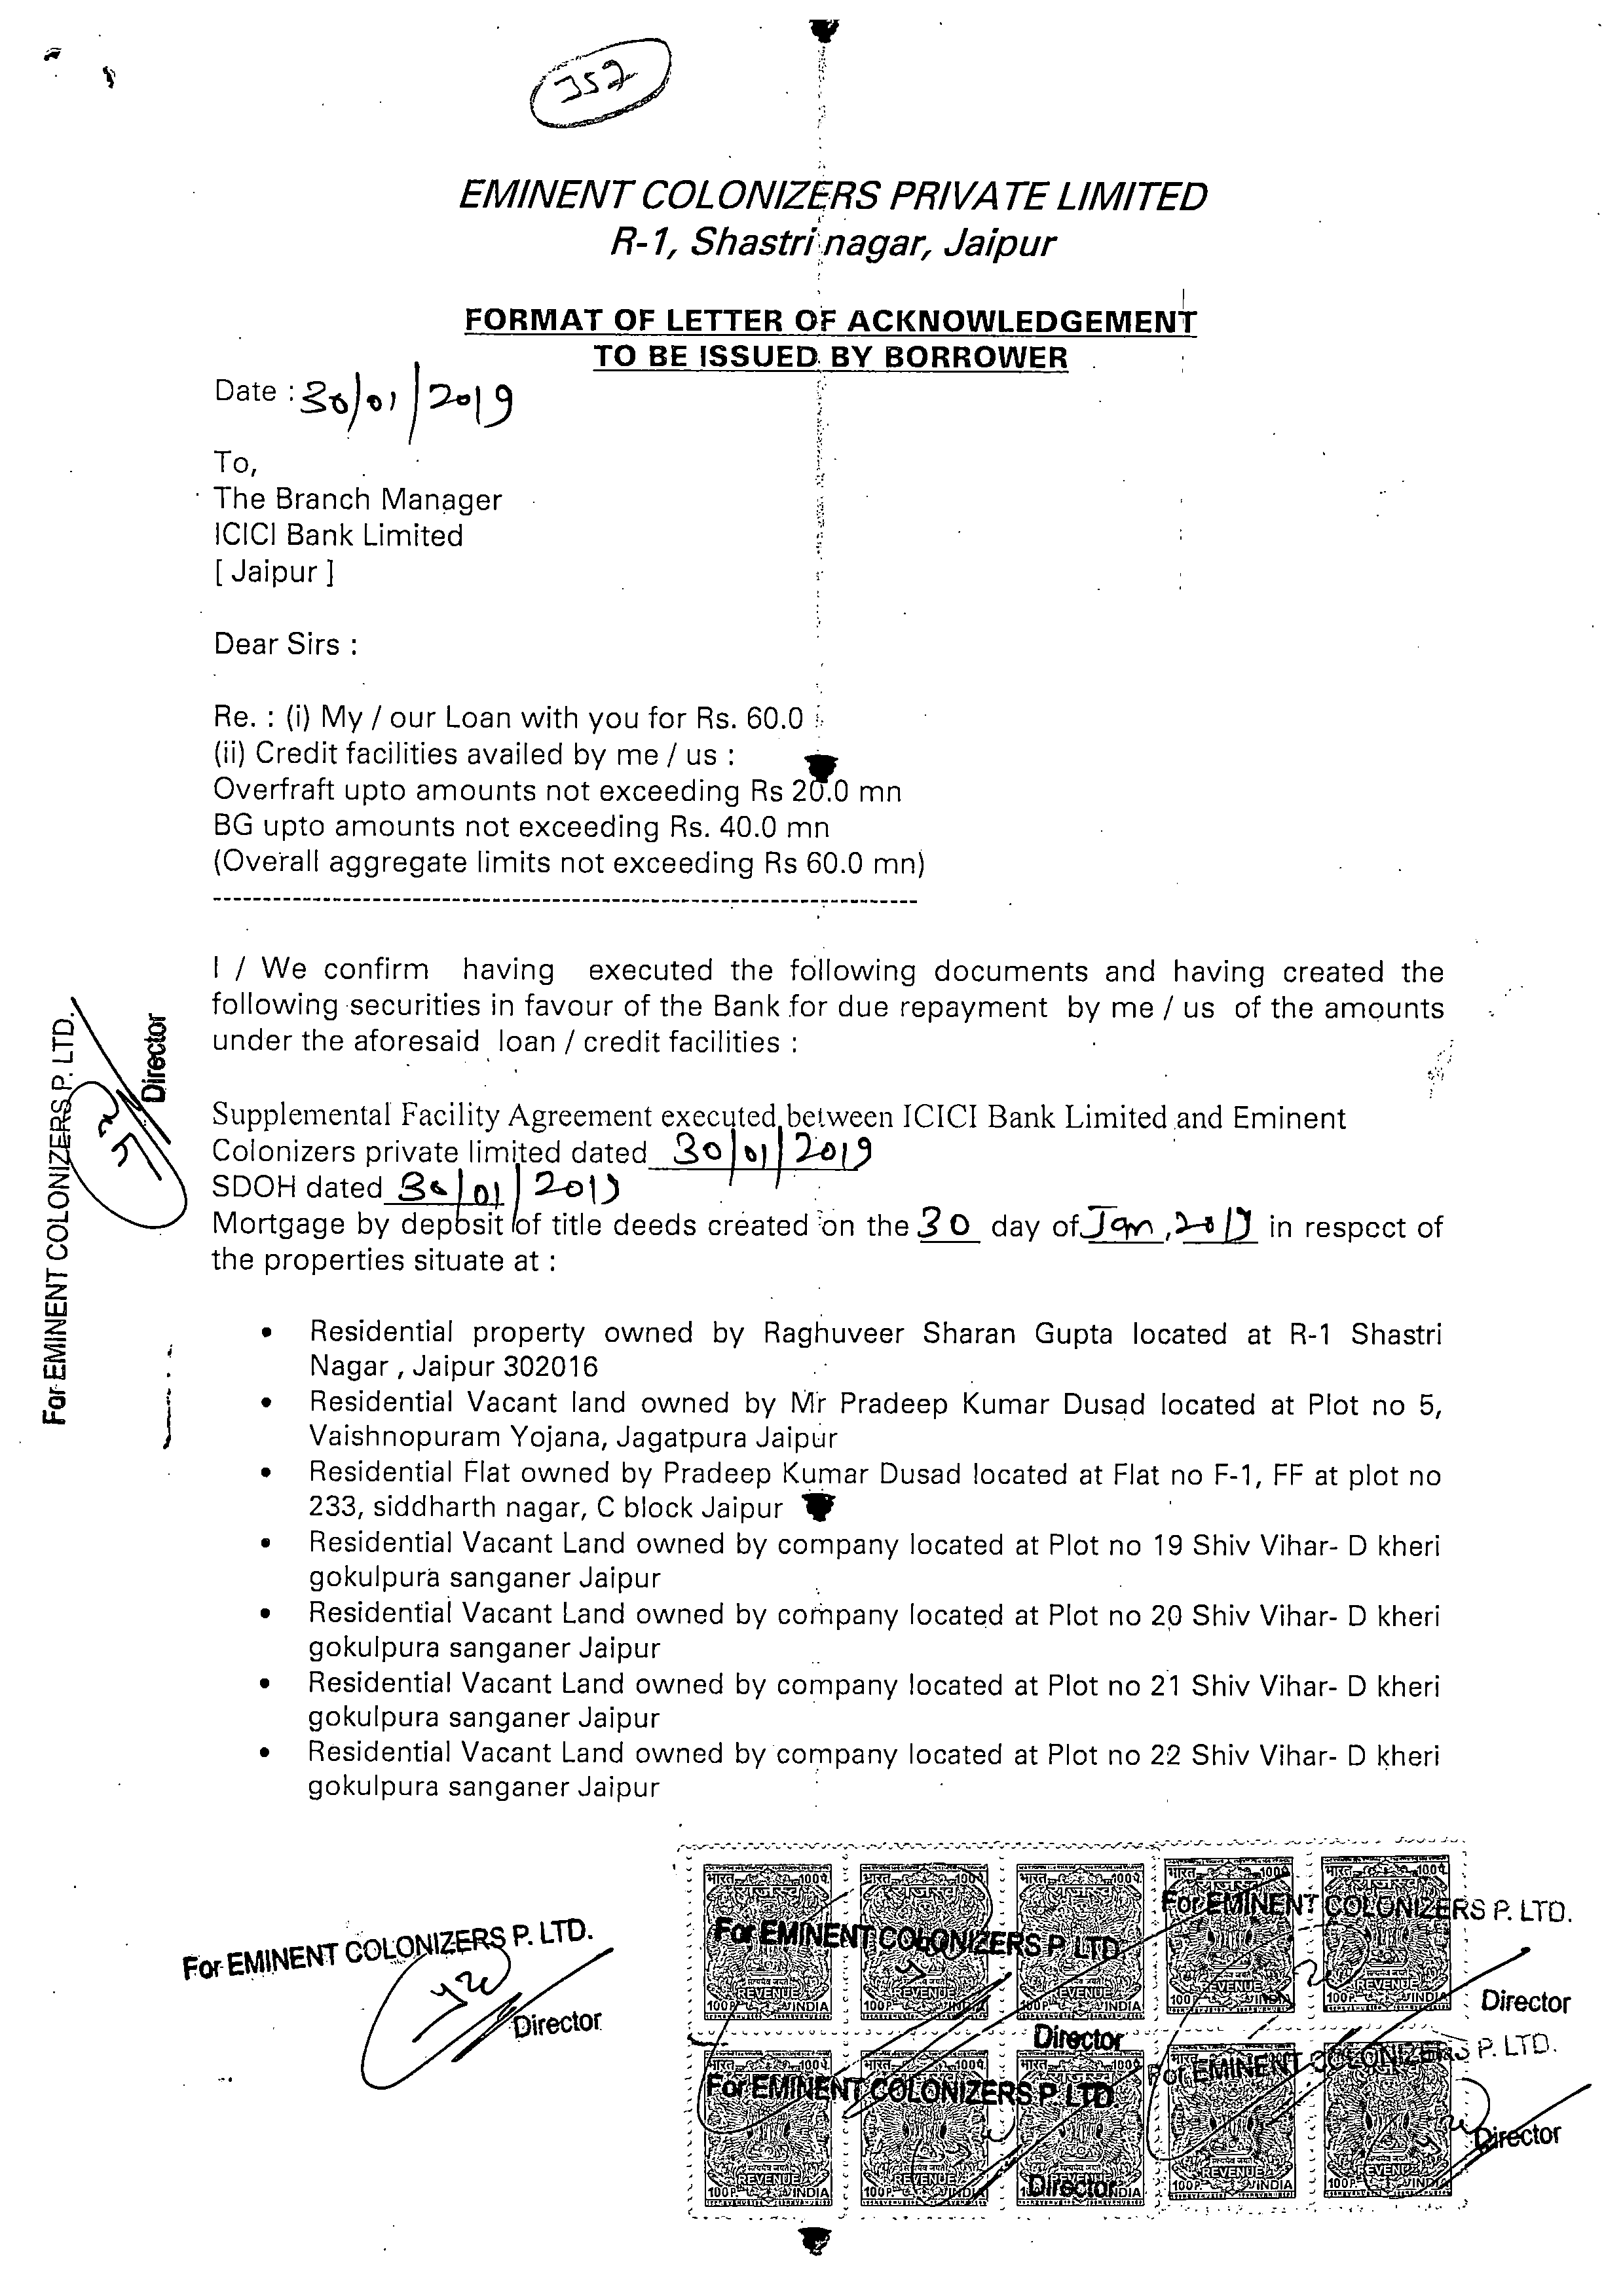 357
EMINENT COLONIZERS PRIVATE LIMITED
R-1, Shastri nagar, Jaipur
FORMAT OF LETTER OF ACKNOWLEDGEMENT
TO BE ISSUED BY BORROWER
Date : 30/01/2019
To,
The Branch Manager
ICICI Bank Limited
[ Jaipur ]
Dear Sirs :
Re. : (i) My / our Loan with you for Rs. 60.0
(ii) Credit facilities availed by me / us :
Overfraft upto amounts not exceeding Rs 20.0 mn
BG upto amounts not exceeding Rs. 40.0 mn
(Overall aggregate limits not exceeding Rs 60.0 mn)
I / We confirm having executed the following documents and having created the
following securities in favour of the Bank for due repayment by me / us of the amounts
under the aforesaid loan / credit facilities :
Supplemental Facility Agreement executed between ICICI Bank Limited and Eminent
Colonizers private limited dated 30/01/2019
SDOH dated 30/01/2019
Mortgage by deposit of title deeds created on the 30 day of Jan, 2019 in respect of
the properties situate at :
• Residential property owned by Raghuveer Sharan Gupta located at R-1 Shastri
Nagar , Jaipur 302016
• Residential Vacant land owned by Mr Pradeep Kumar Dusad located at Plot no 5,
Vaishnopuram Yojana, Jagatpura Jaipur
• Residential Flat owned by Pradeep Kumar Dusad located at Flat no F-1, FF at plot no
233, siddharth nagar, C block Jaipur
• Residential Vacant Land owned by company located at Plot no 19 Shiv Vihar- D kheri
gokulpura sanganer Jaipur
• Residential Vacant Land owned by company located at Plot no 20 Shiv Vihar- D kheri
gokulpura sanganer Jaipur
• Residential Vacant Land owned by company located at Plot no 21 Shiv Vihar- D kheri
gokulpura sanganer Jaipur
• Residential Vacant Land owned by company located at Plot no 22 Shiv Vihar- D kheri
gokulpura sanganer Jaipur
For EMINENT COLONIZERS P. LTD.
Director
For EMINENT COLONIZERS P. LTD.
Director
For EMINENT COLONIZERS P. LTD.
Director
For EMINENT COLONIZERS P. LTD.
Director
For EMINENT COLONIZERS P. LTD.
Director
For EMINENT COLONIZERS P. LTD.
Director
भारत
REVENUE
INDIA